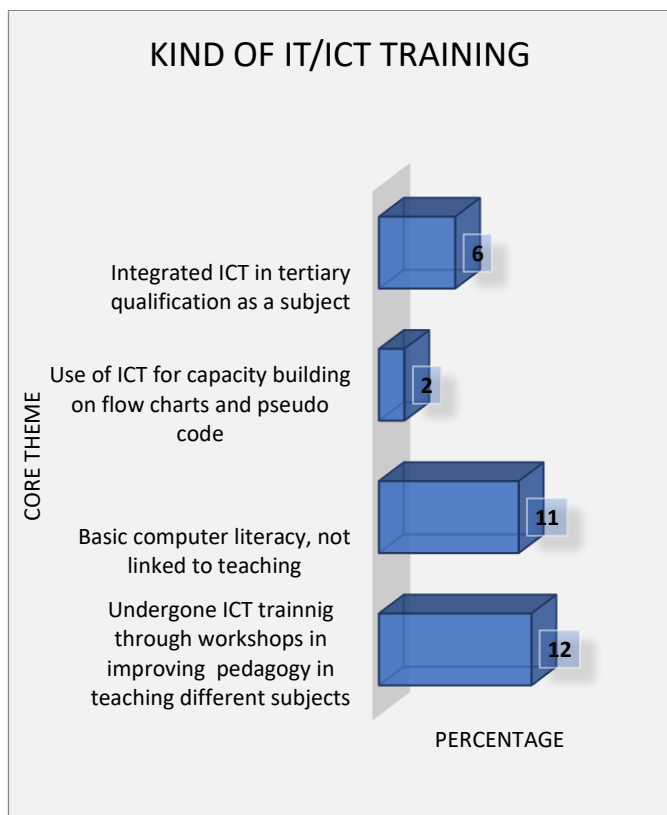 KIND OF IT/ICT TRAINING
6
Integrated ICT in tertiary
qualification as a subject
Use of ICT for capacity building
on flow charts and pseudo
code
2
CORE THEME
11
Basic computer literacy, not
linked to teaching
Undergone ICT trainnig
through workshops in
improving pedagogy in
teaching different subjects
12
PERCENTAGE